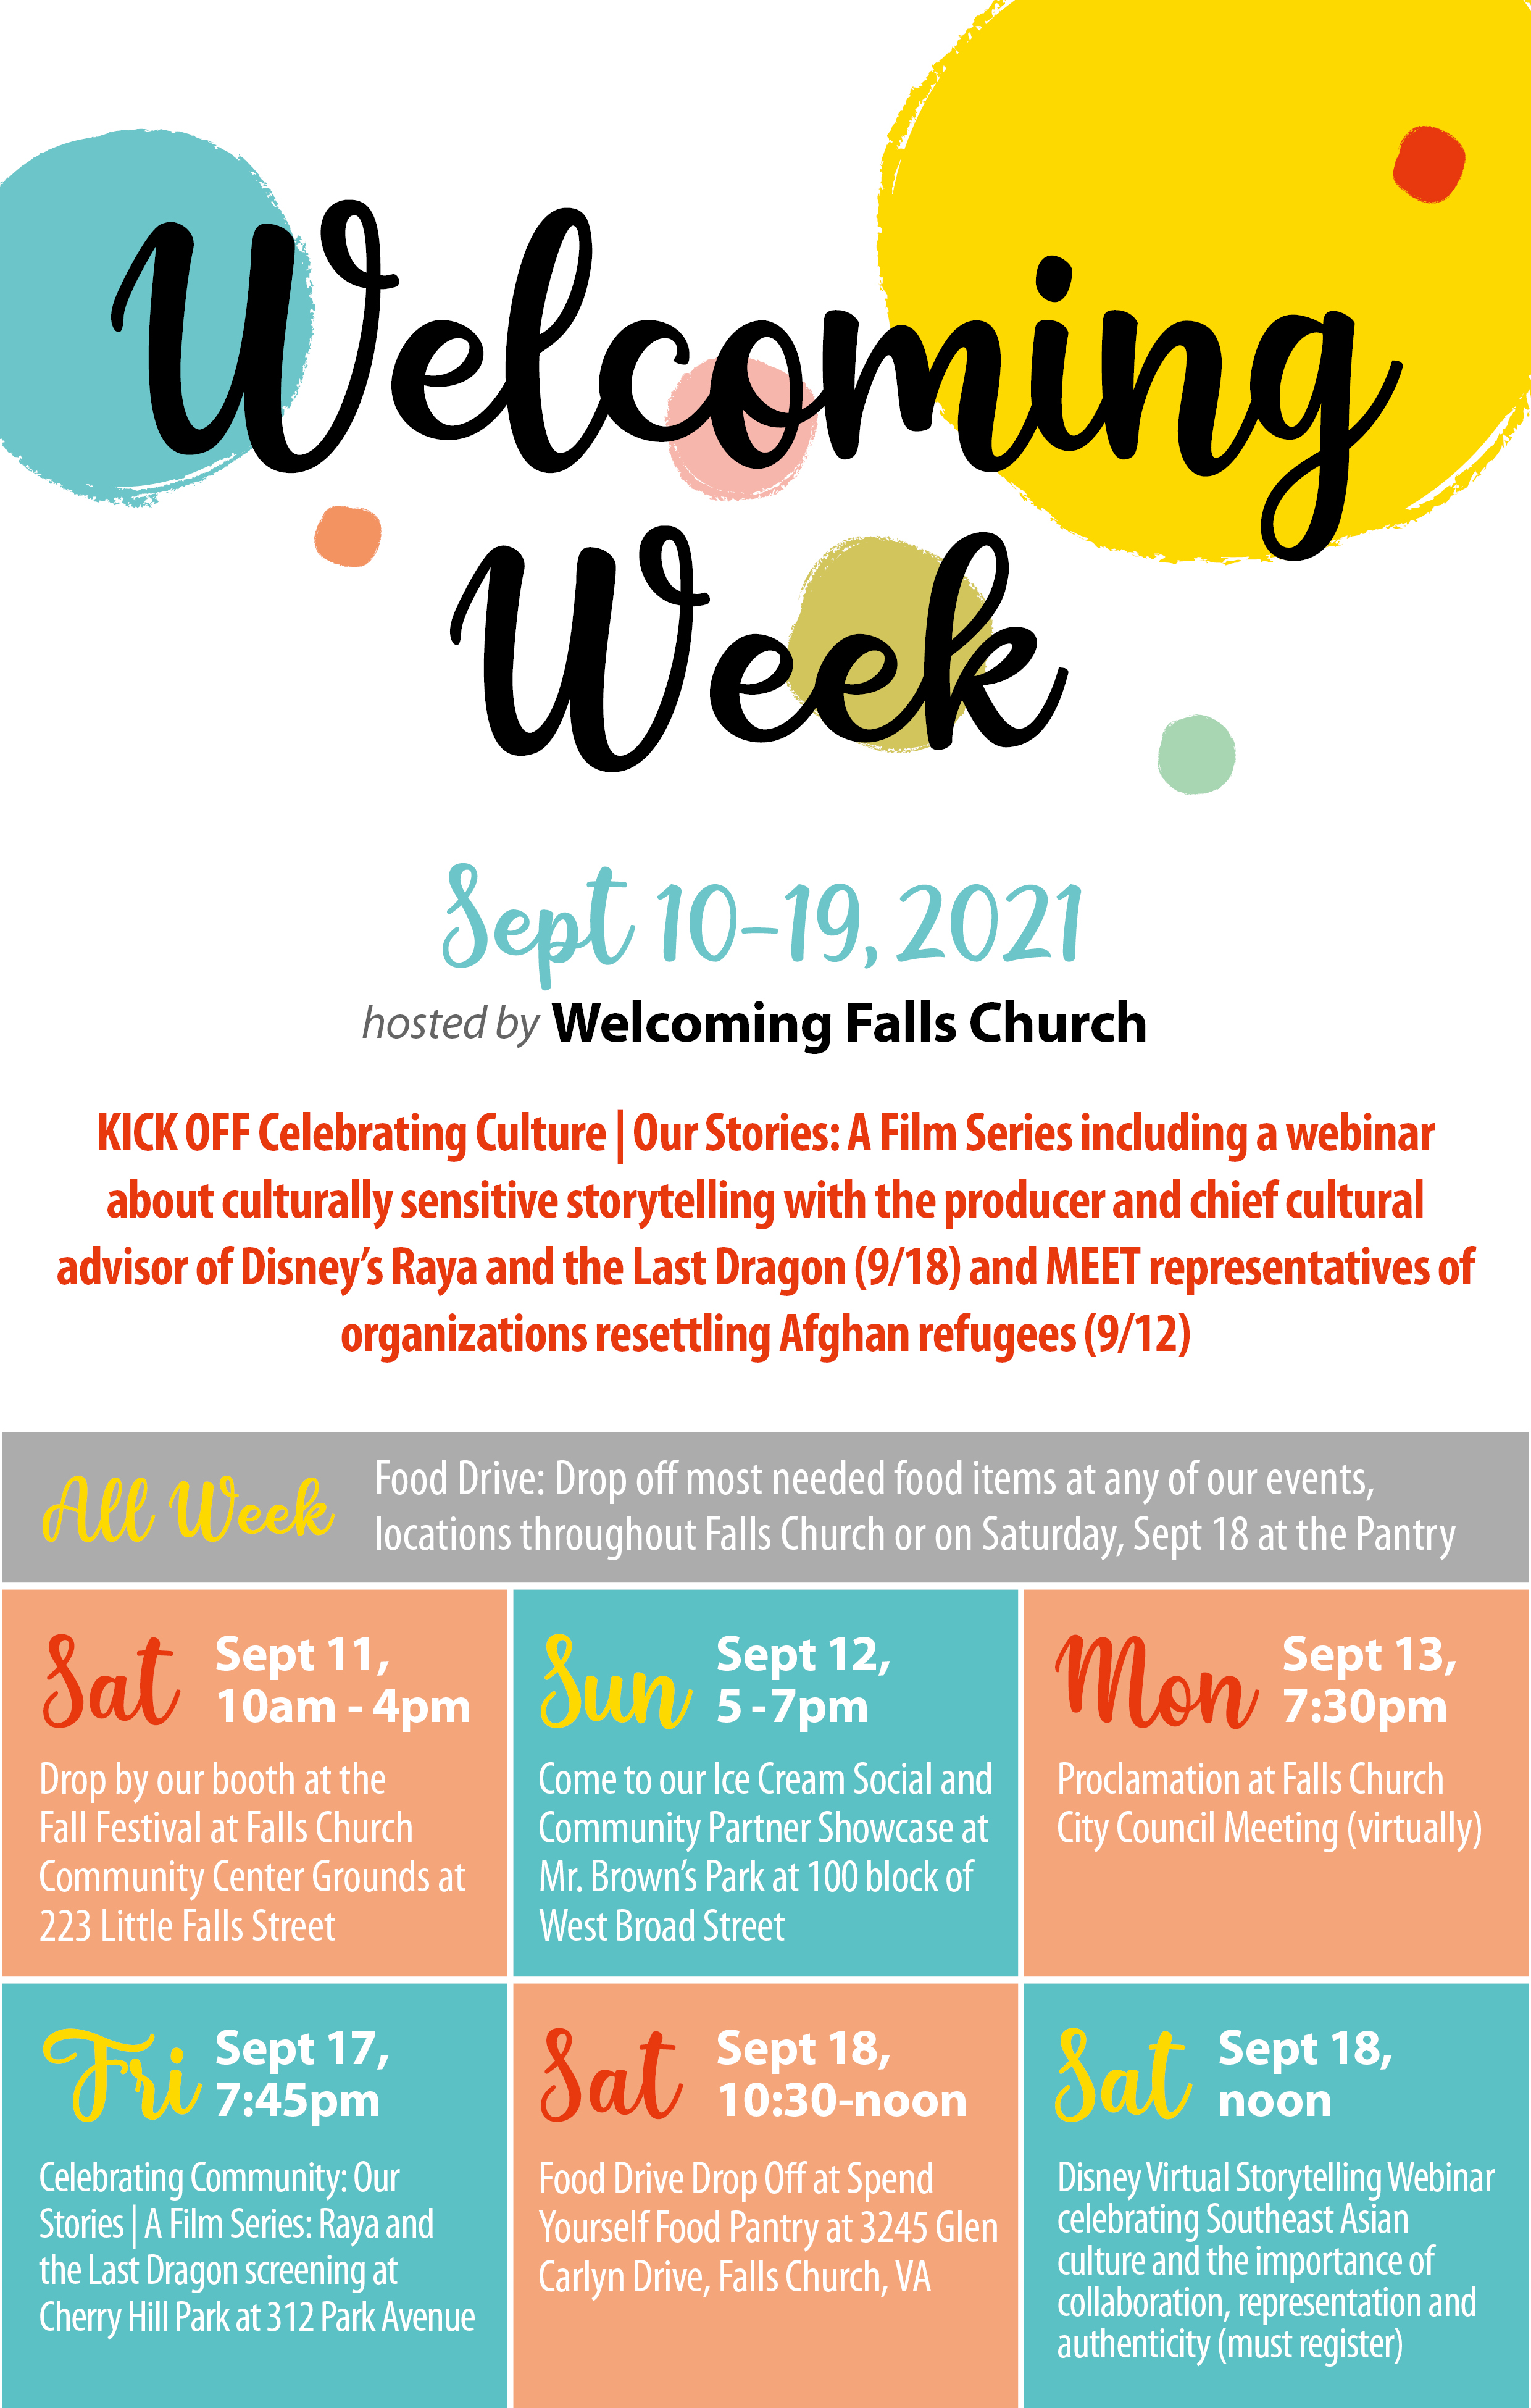 Welcoming
Week
Sept 10–19, 2021
hosted by Welcoming Falls Church
KICK OFF Celebrating Culture | Our Stories: A Film Series including a webinar
about culturally sensitive storytelling with the producer and chief cultural
advisor of Disney’s Raya and the Last Dragon (9/18) and MEET representatives of
organizations resettling Afghan refugees (9/12)
All Week
Food Drive: Drop off most needed food items at any of our events,
locations throughout Falls Church or on Saturday, Sept 18 at the Pantry
Sat
Sept 11,
10am - 4pm
Drop by our booth at the
Fall Festival at Falls Church
Community Center Grounds at
223 Little Falls Street
Sun
Sept 12,
5 -7pm
Come to our Ice Cream Social and
Community Partner Showcase at
Mr. Brown’s Park at 100 block of
West Broad Street
Mon
Sept 13,
7:30pm
Proclamation at Falls Church
City Council Meeting (virtually)
Fri
Sept 17,
7:45pm
Celebrating Community: Our
Stories | A Film Series: Raya and
the Last Dragon screening at
Cherry Hill Park at 312 Park Avenue
Sat
Sept 18,
10:30-noon
Food Drive Drop Off at Spend
Yourself Food Pantry at 3245 Glen
Carlyn Drive, Falls Church, VA
Sat
Sept 18,
noon
Disney Virtual Storytelling Webinar
celebrating Southeast Asian
culture and the importance of
collaboration, representation and
authenticity (must register)